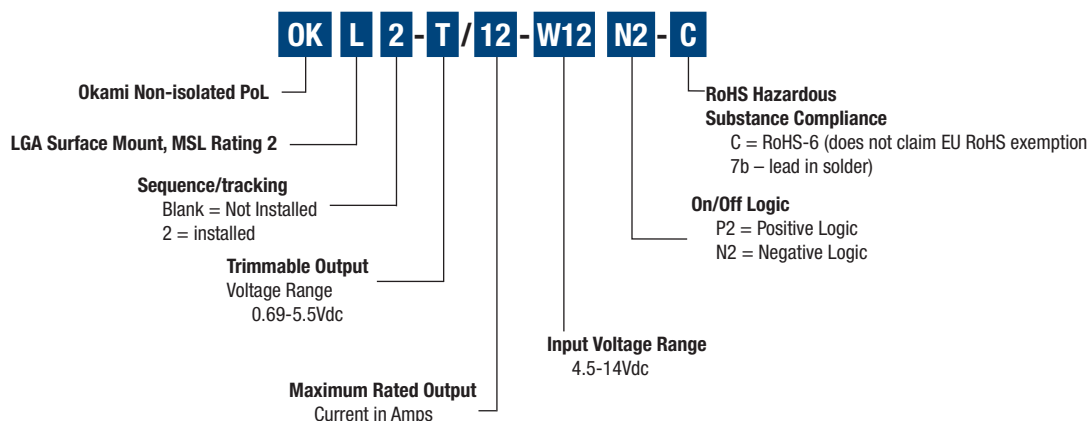 OK L 2 - T / 12 - W12 N2 - C
Okami Non-isolated PoL
LGA Surface Mount, MSL Rating 2
Sequence/tracking
Blank = Not Installed
2 = installed
Trimmable Output
Voltage Range
0.69-5.5Vdc
Maximum Rated Output
Current in Amps
Input Voltage Range
4.5-14Vdc
On/Off Logic
P2 = Positive Logic
N2 = Negative Logic
RoHS Hazardous
Substance Compliance
C = RoHS-6 (does not claim EU RoHS exemption
7b – lead in solder)